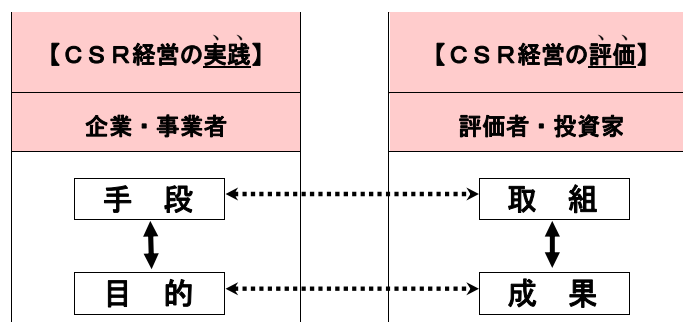 【ＣＳＲ経営の実践】
企業・事業者
手　段
目　的
【ＣＳＲ経営の評価】
評価者・投資家
取　組
成　果